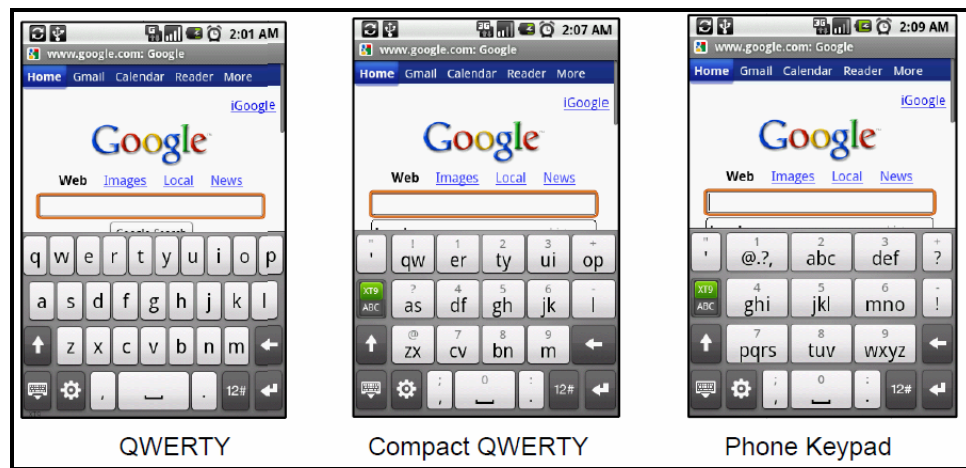 2:01 AM
www.google.com: Google
Home Gmail Calendar Reader More
iGoogle
Google
Web Images Local News
Google Search
q w e r t y u i o p
a s d f g h j k l
z x c v b n m
, . 12#
QWERTY
2:07 AM
www.google.com: Google
Home Gmail Calendar Reader More
iGoogle
Google
Web Images Local News
" ! 1 2 3 +
' qw er ty ui op
XT9 ? 4 5 6 -
ABC as df gh jk l
@ 7 8 9
zx cv bn m
; 0 :
, . 12#
Compact QWERTY
3G 2:09 AM
www.google.com: Google
Home Gmail Calendar Reader More
iGoogle
Google
Web Images Local News
" 1 2 3 +
' @.?, abc def ?
XT9 4 5 6 -
ABC ghi jkl mno !
7 8 9
pqrs tuv wxyz
; 0 :
, . 12#
Phone Keypad